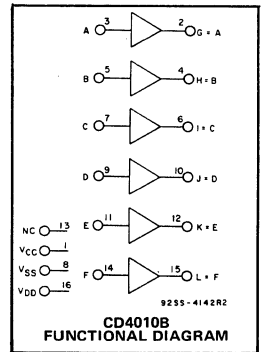 A 3 2 G = A
B 5 4 H = B
C 7 6 I = C
D 9 10 J = D
NC 13
E 11 12 K = E
VCC 1
VSS 8
F 14 15 L = F
VDD 16
92SS-4142R2
CD4010B
FUNCTIONAL DIAGRAM